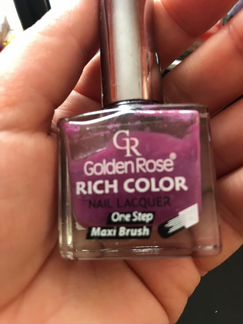 GR
Golden Rose®
RICH COLOR
NAIL LACQUER
One Step
Maxi Brush